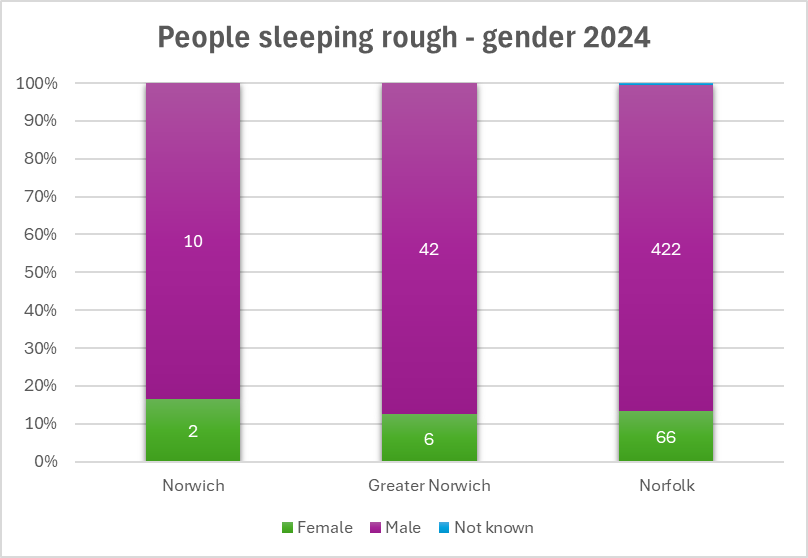 People sleeping rough - gender 2024
100%
90%
80%
70%
60%
50%
40%
30%
20%
10%
0%
10
42
422
2
6
66
Norwich
Greater Norwich
Norfolk
Female
Male
Not known